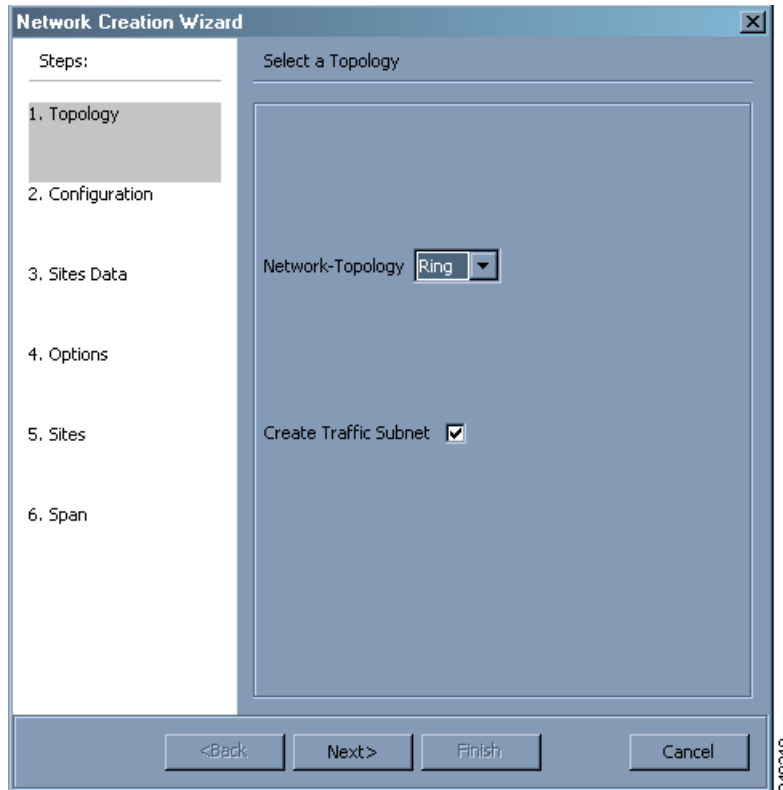 Network Creation Wizard
Steps:
Select a Topology
1. Topology
2. Configuration
3. Sites Data
4. Options
5. Sites
6. Span
Network-Topology Ring
Create Traffic Subnet
<Back Next> Finish Cancel